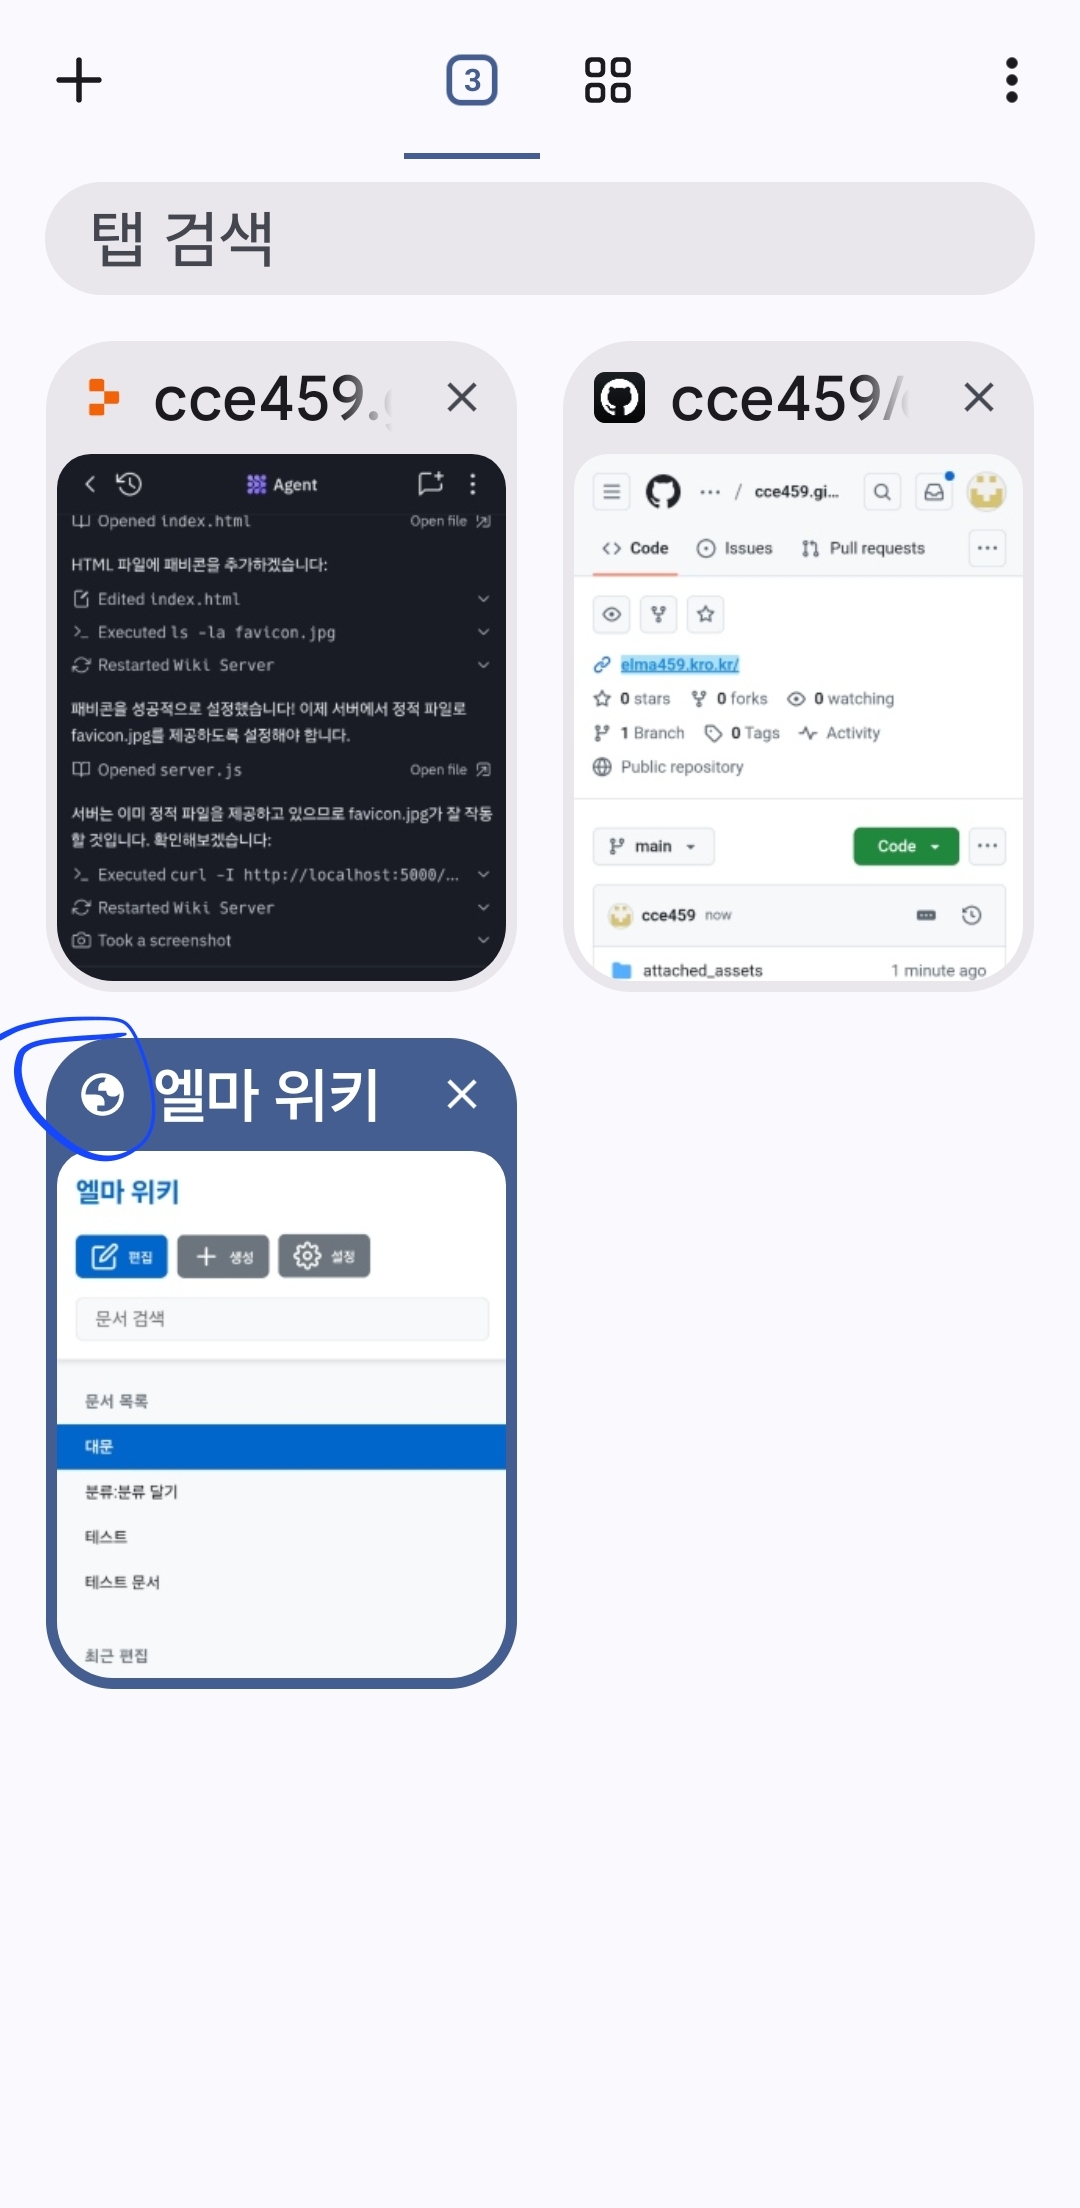 3
탭 검색
cce459.
Agent
Opened index.html
Open file
HTML 파일에 패비콘을 추가하겠습니다:
Edited index.html
Executed ls -la favicon.jpg
Restarted Wiki Server
패비콘을 성공적으로 설정했습니다! 이제 서버에서 정적 파일로
favicon.jpg를 제공하도록 설정해야 합니다.
Opened server.js
Open file
서버는 이미 정적 파일을 제공하고 있으므로 favicon.jpg가 잘 작동
할 것입니다. 확인해보겠습니다:
Executed curl -I http://localhost:5000/...
Restarted Wiki Server
Took a screenshot
cce459/
... / cce459.gi...
Code
Issues
Pull requests
elma459.kro.kr/
0 stars
0 forks
0 watching
1 Branch
0 Tags
Activity
Public repository
main
Code
cce459 now
attached_assets
1 minute ago
엘마 위키
엘마 위키
편집
생성
설정
문서 검색
문서 목록
대문
분류:분류 달기
테스트
테스트 문서
최근 편집